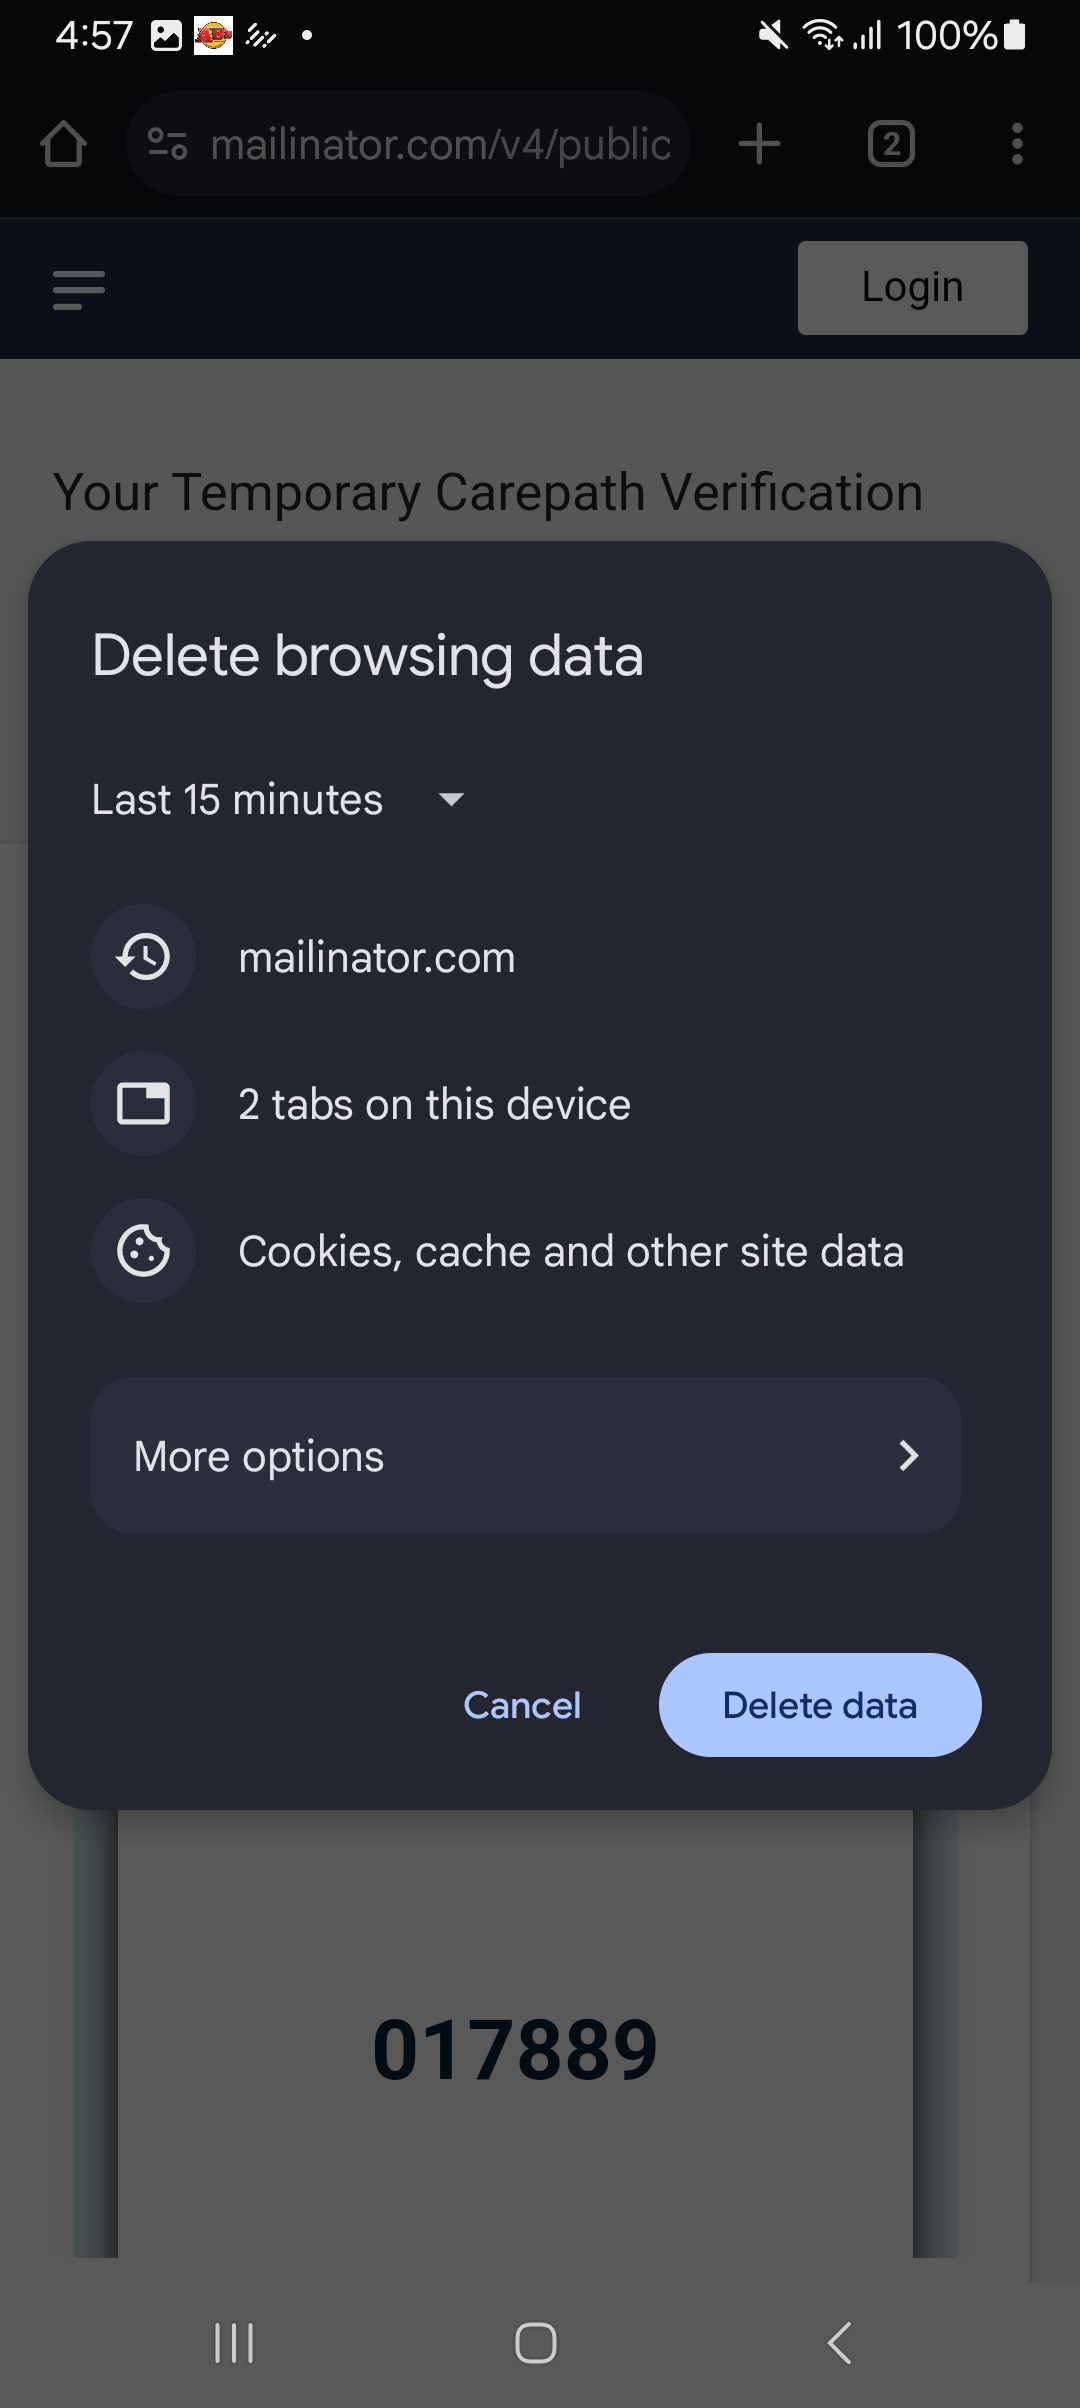 4:57
100%
mailinator.com/v4/public
2
Login
Your Temporary Carepath Verification
Delete browsing data
Last 15 minutes
mailinator.com
2 tabs on this device
Cookies, cache and other site data
More options
Cancel
Delete data
017889